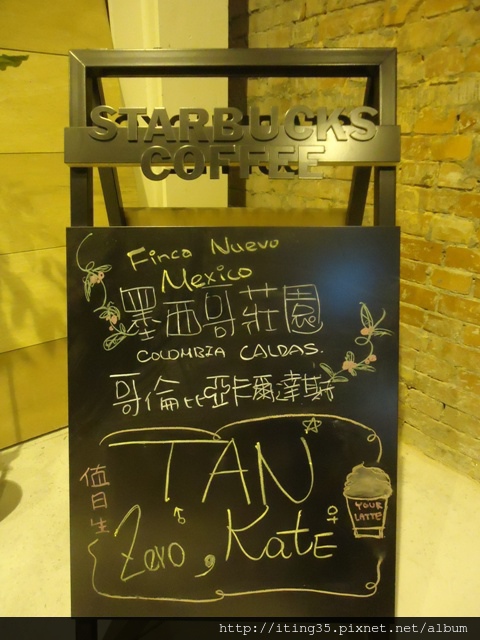 STARBUCKS
COFFEE
Finca Nuevo
Mexico
墨西哥莊園
COLOMBIA CALDAS.
哥倫比亞卡爾達斯
TAN
值日生
Zero, Kate
YOUR
LATTE
http://iting35.pixnet.net/album